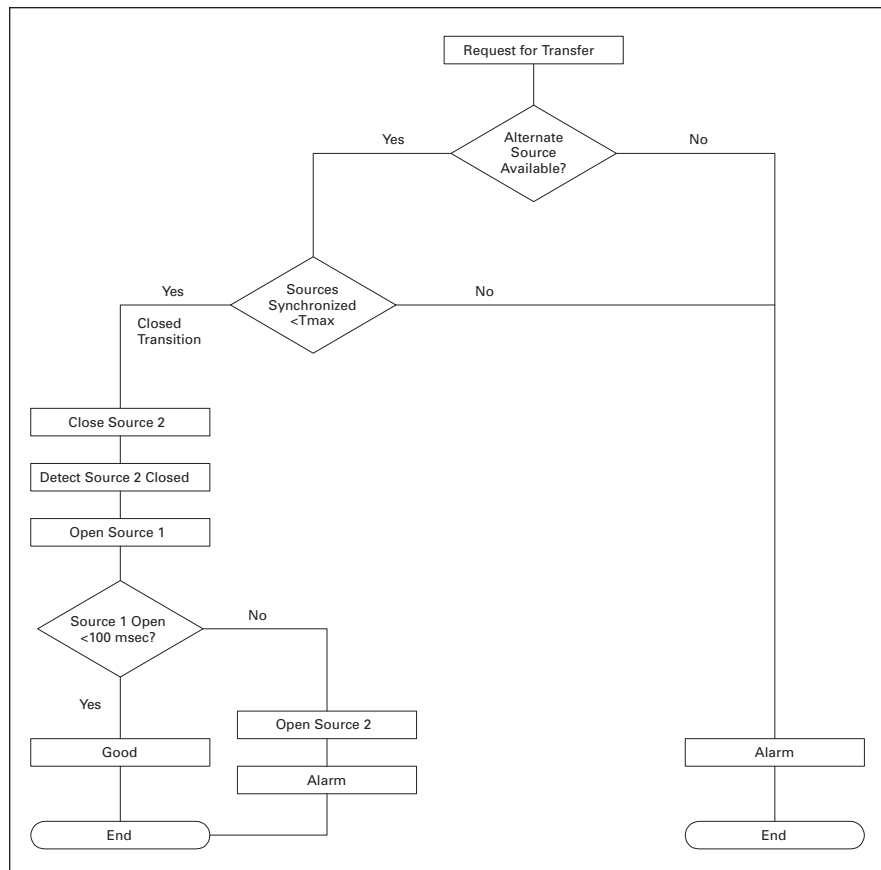 Request for Transfer
Yes
Alternate
Source
Available?
No
Yes
Closed
Transition
Sources
Synchronized
<Tmax
No
Close Source 2
Detect Source 2 Closed
Open Source 1
Source 1 Open
<100 msec?
No
Yes
Open Source 2
Good
Alarm
Alarm
End
End